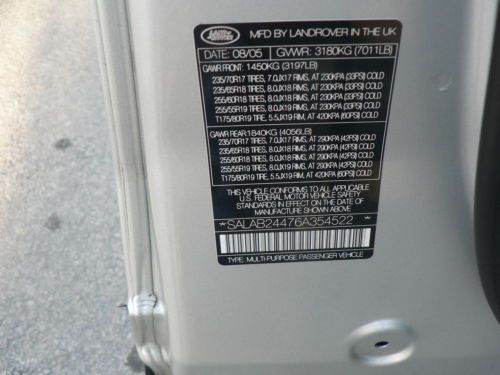 LAND ROVER
MFD BY LANDROVER IN THE UK
DATE: 08/05 GVWR: 3180KG (7011LB)
GAWR FRONT: 1450KG (3197LB)
235/70R17 TIRES, 7.0JX17 RIMS, AT 230KPA (33PSI) COLD
235/65R18 TIRES, 8.0JX18 RIMS, AT 230KPA (33PSI) COLD
255/60R18 TIRES, 8.0JX18 RIMS, AT 230KPA (33PSI) COLD
255/55R19 TIRES, 8.0JX19 RIMS, AT 230KPA (33PSI) COLD
T175/80R19 TIRE, 5.5JX19 RIM, AT 420KPA (60PSI) COLD
GAWR REAR: 1840KG (4056LB)
235/70R17 TIRES, 7.0JX17 RIMS, AT 290KPA (42PSI) COLD
235/65R18 TIRES, 8.0JX18 RIMS, AT 290KPA (42PSI) COLD
255/60R18 TIRES, 8.0JX18 RIMS, AT 290KPA (42PSI) COLD
255/55R19 TIRES, 8.0JX19 RIMS, AT 290KPA (42PSI) COLD
T175/80R19 TIRE, 5.5JX19 RIM, AT 420KPA (60PSI) COLD
THIS VEHICLE CONFORMS TO ALL APPLICABLE
U.S. FEDERAL MOTOR VEHICLE SAFETY
STANDARDS IN EFFECT ON THE DATE OF
MANUFACTURE SHOWN ABOVE
*SALAB24476A354522*
TYPE: MULTI-PURPOSE PASSENGER VEHICLE